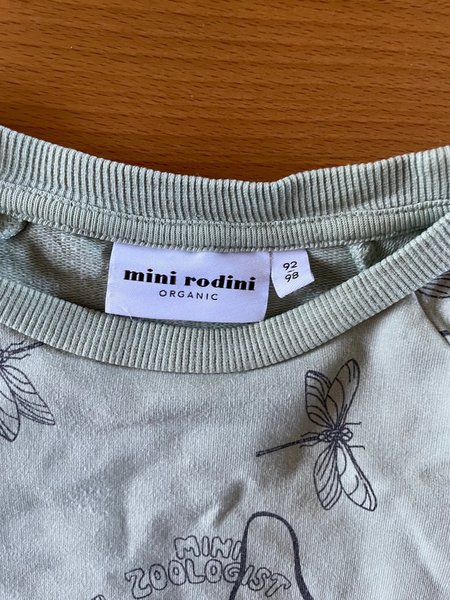 mini rodini
ORGANIC
92
98
MINI
ZOOLOGIST